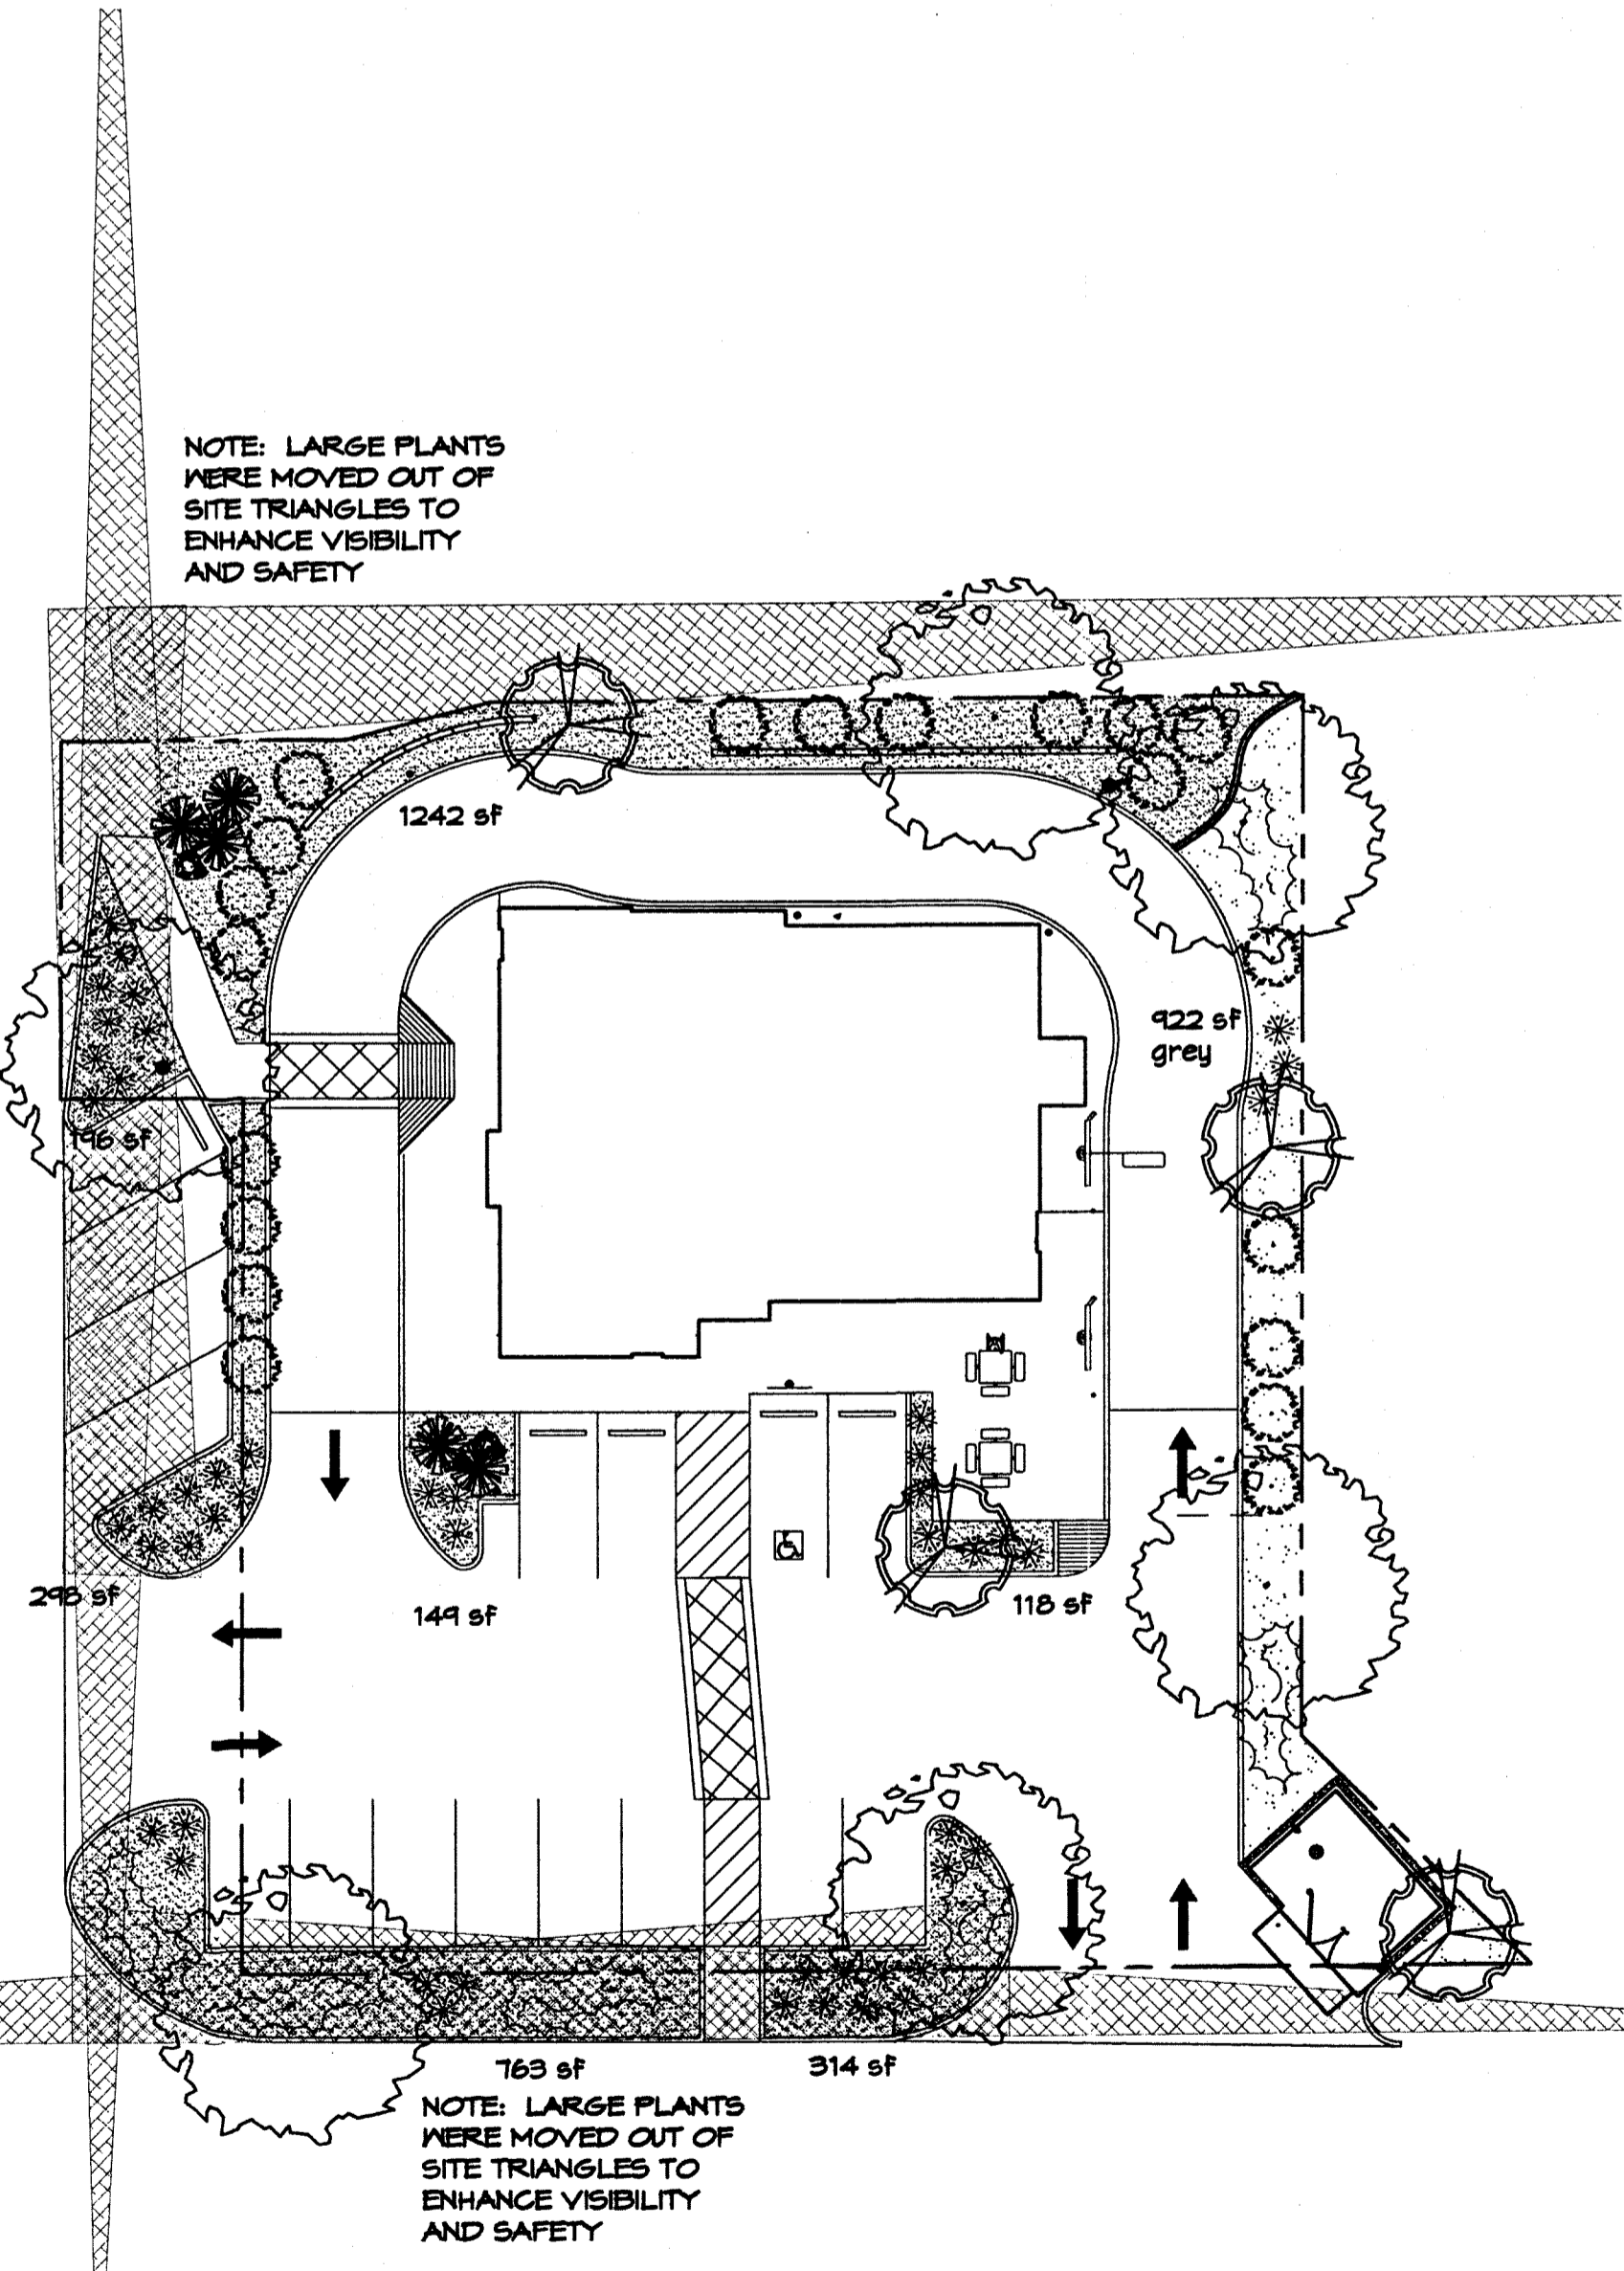 NOTE: LARGE PLANTS
WERE MOVED OUT OF
SITE TRIANGLES TO
ENHANCE VISIBILITY
AND SAFETY
1242 sf
922 sf
grey
196 sf
298 sf
149 sf
118 sf
763 sf
314 sf
NOTE: LARGE PLANTS
WERE MOVED OUT OF
SITE TRIANGLES TO
ENHANCE VISIBILITY
AND SAFETY